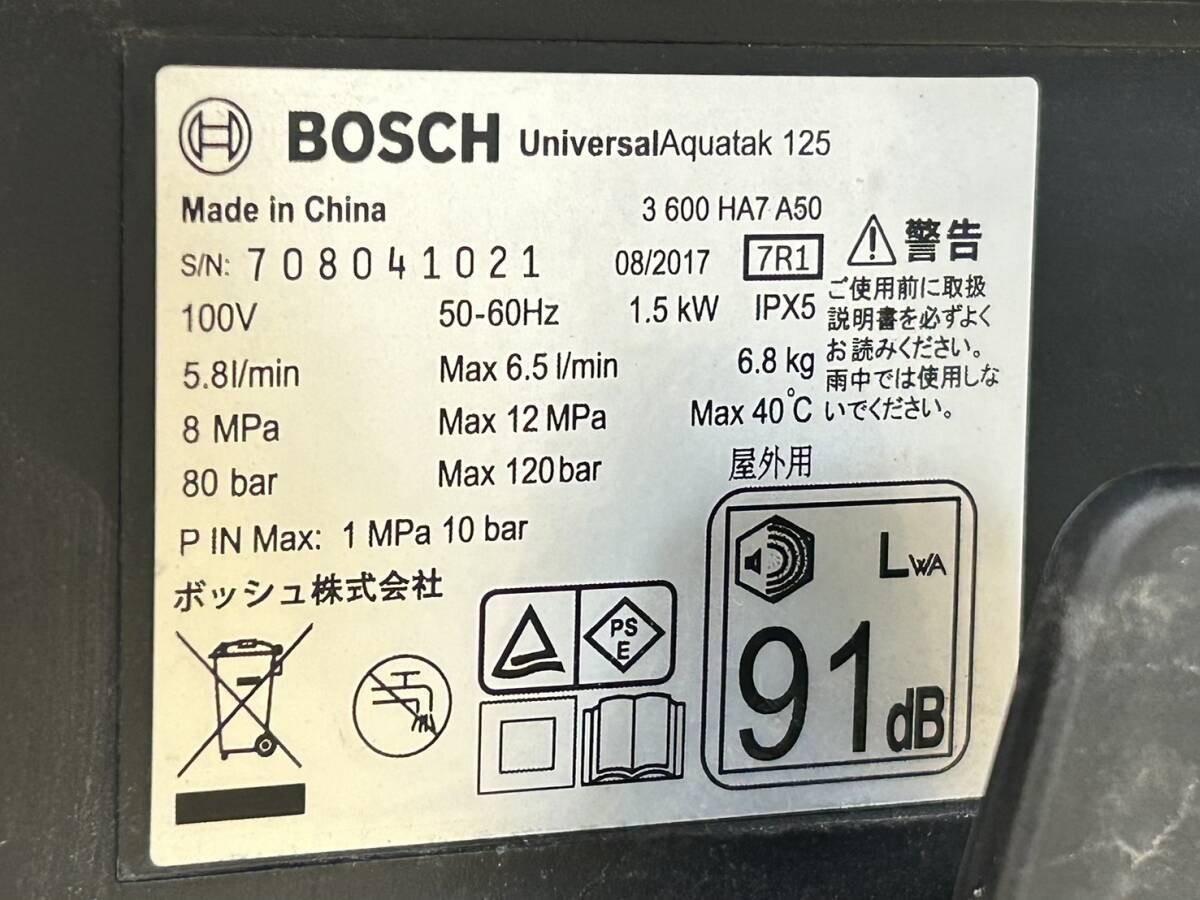 BOSCH UniversalAquatak 125
Made in China 3 600 HA7 A50
S/N: 708041021 08/2017 7R1
100V 50-60Hz 1.5 kW IPX5
5.8l/min Max 6.5 l/min 6.8 kg
8 MPa Max 12 MPa Max 40°C
80 bar Max 120bar
P IN Max: 1 MPa 10 bar
ボッシュ株式会社
警告
ご使用前に取扱
説明書を必ずよく
お読みください。
雨中では使用しな
いでください。
屋外用
PS
E
LWA
91dB